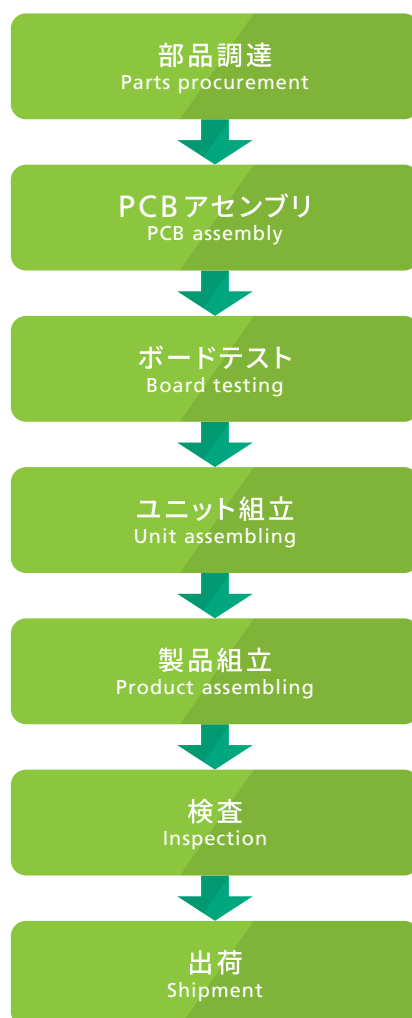 部品調達
Parts procurement
PCBアセンブリ
PCB assembly
ボードテスト
Board testing
ユニット組立
Unit assembling
製品組立
Product assembling
検査
Inspection
出荷
Shipment